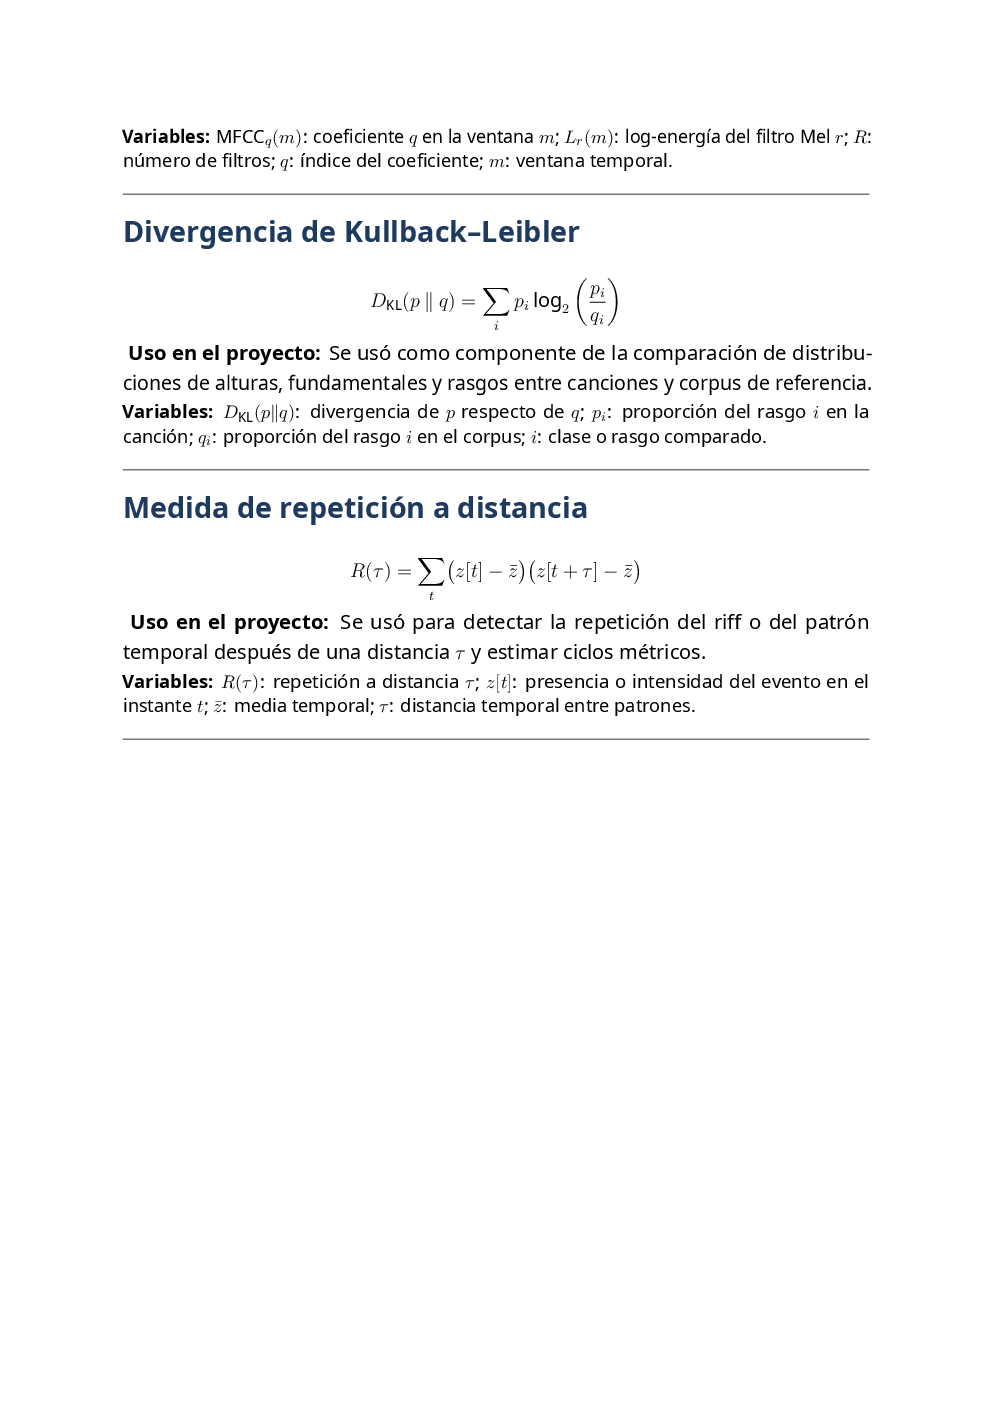 Variables: MFCC_q(m): coeficiente q en la ventana m; L_r(m): log-energía del filtro Mel r; R:
número de filtros; q: índice del coeficiente; m: ventana temporal.
Divergencia de Kullback–Leibler
D_KL(p ∥ q) = ∑_i p_i log_2 (p_i / q_i)
Uso en el proyecto: Se usó como componente de la comparación de distribu-
ciones de alturas, fundamentales y rasgos entre canciones y corpus de referencia.
Variables: D_KL(p∥q): divergencia de p respecto de q; p_i: proporción del rasgo i en la
canción; q_i: proporción del rasgo i en el corpus; i: clase o rasgo comparado.
Medida de repetición a distancia
R(τ) = ∑_t (z[t] − z̄)(z[t + τ] − z̄)
Uso en el proyecto: Se usó para detectar la repetición del riff o del patrón
temporal después de una distancia τ y estimar ciclos métricos.
Variables: R(τ): repetición a distancia τ; z[t]: presencia o intensidad del evento en el
instante t; z̄: media temporal; τ: distancia temporal entre patrones.